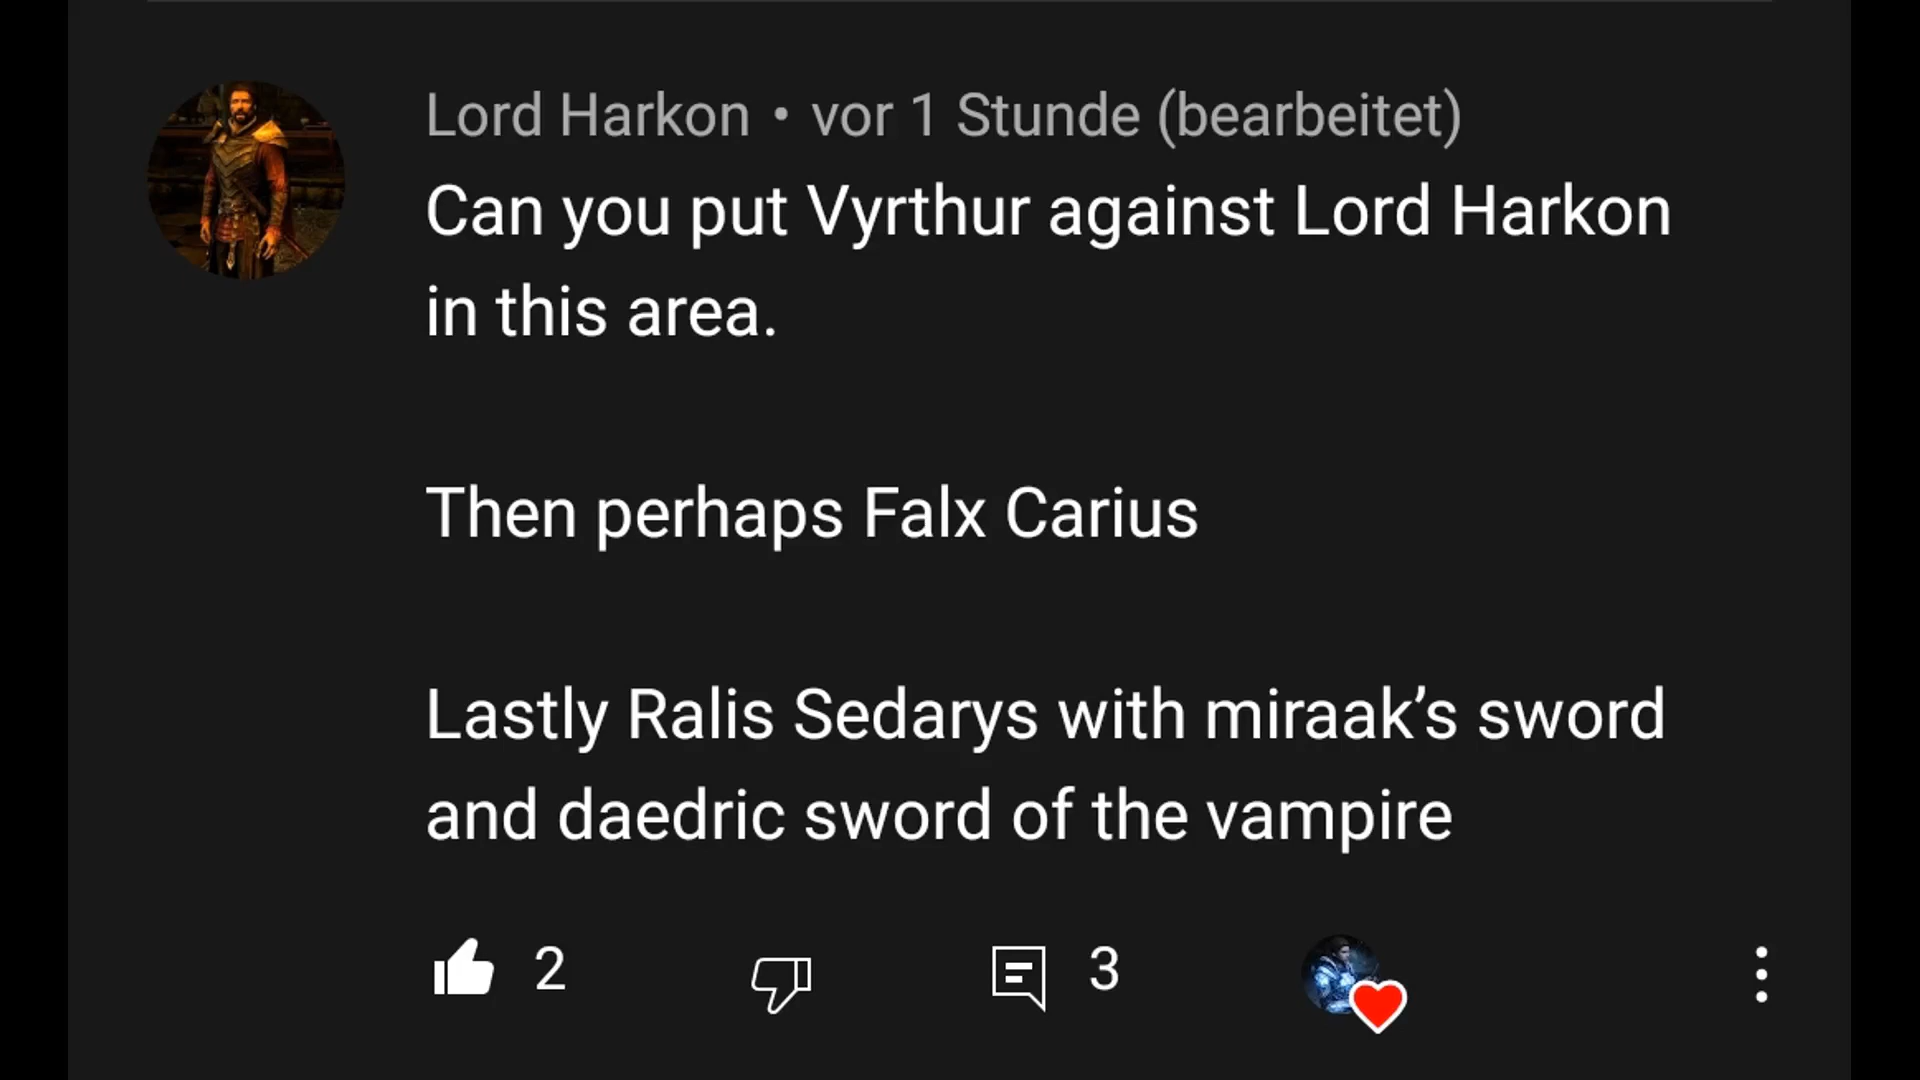 Lord Harkon • vor 1 Stunde (bearbeitet)
Can you put Vyrthur against Lord Harkon
in this area.
Then perhaps Falx Carius
Lastly Ralis Sedarys with miraak’s sword
and daedric sword of the vampire
2
3